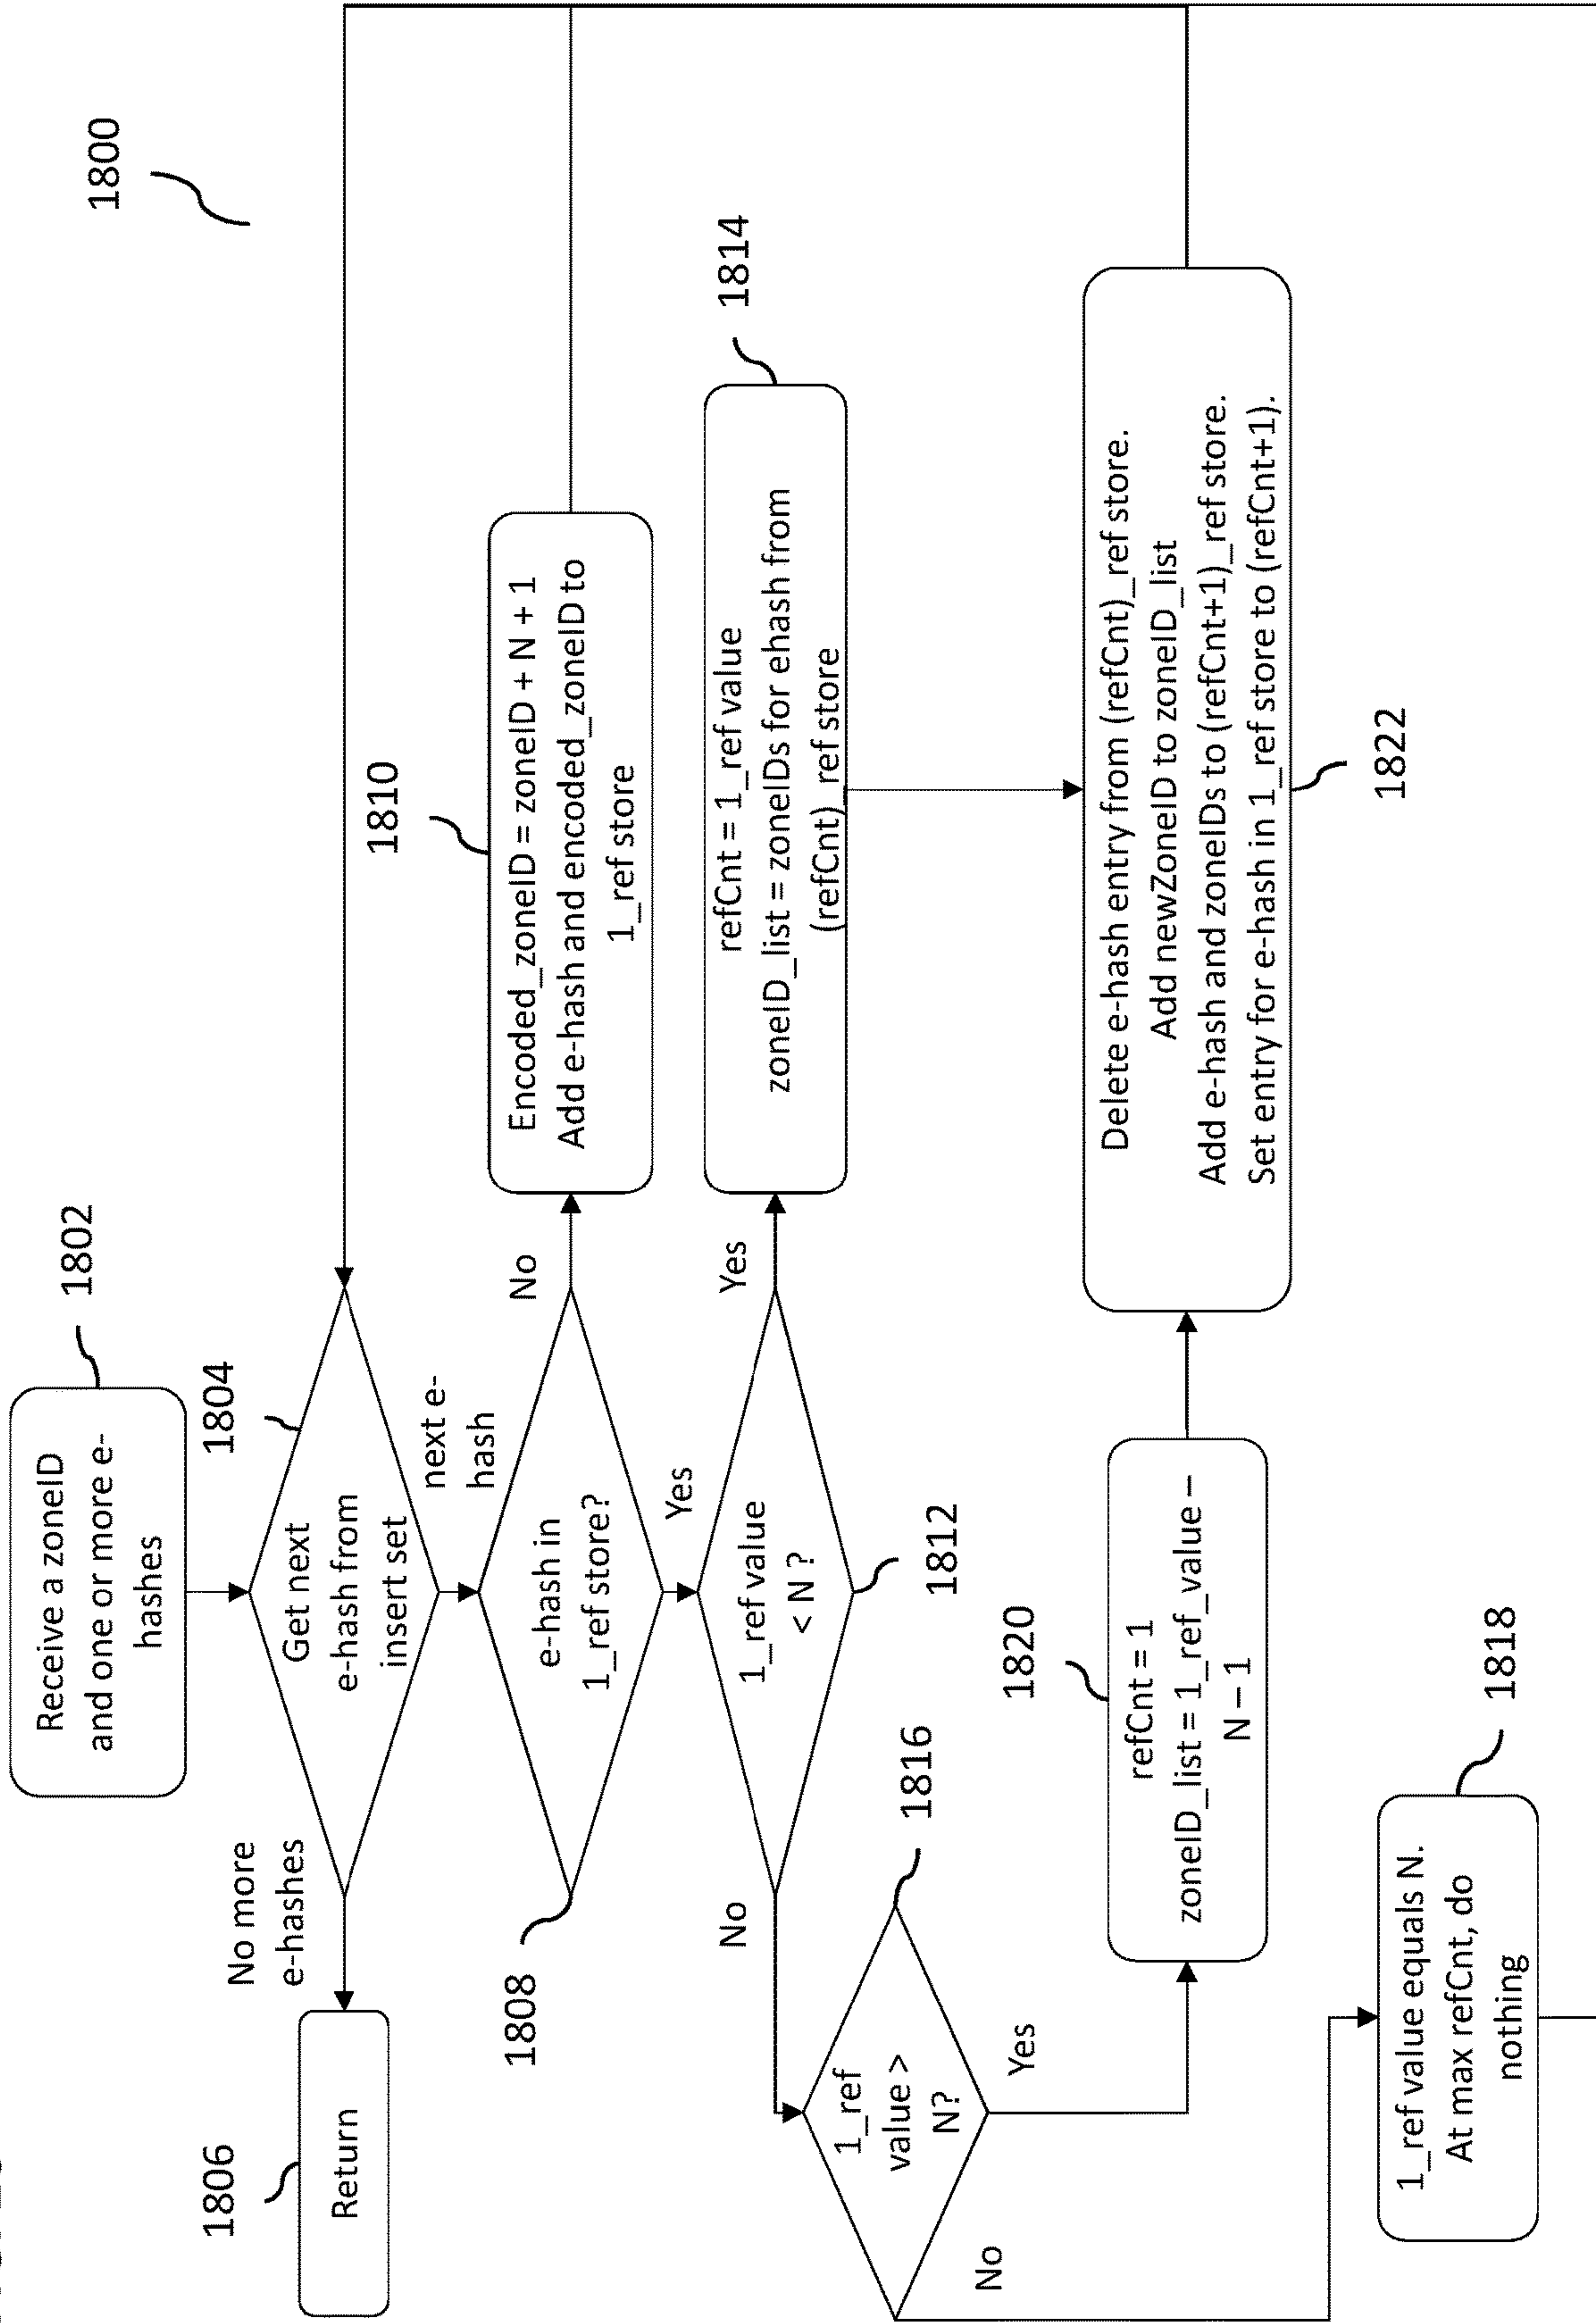 1800
1802
Receive a zoneID
and one or more e-
hashes
1804
Get next
e-hash from
insert set
No more
e-hashes
1806
Return
next e-
hash
1808
e-hash in
1_ref store?
No
1810
Encoded_zoneID = zoneID + N + 1
Add e-hash and encoded_zoneID to
1_ref store
Yes
1_ref value
< N ?
1812
Yes
1814
refCnt = 1_ref value
zoneID_list = zoneIDs for ehash from
(refCnt)_ref store
No
1816
1_ref
value >
N?
Yes
1820
refCnt = 1
zoneID_list = 1_ref_value –
N – 1
Delete e-hash entry from (refCnt)_ref store.
Add newZoneID to zoneID_list
Add e-hash and zoneIDs to (refCnt+1)_ref store.
Set entry for e-hash in 1_ref store to (refCnt+1).
1822
No
1818
1_ref value equals N.
At max refCnt, do
nothing